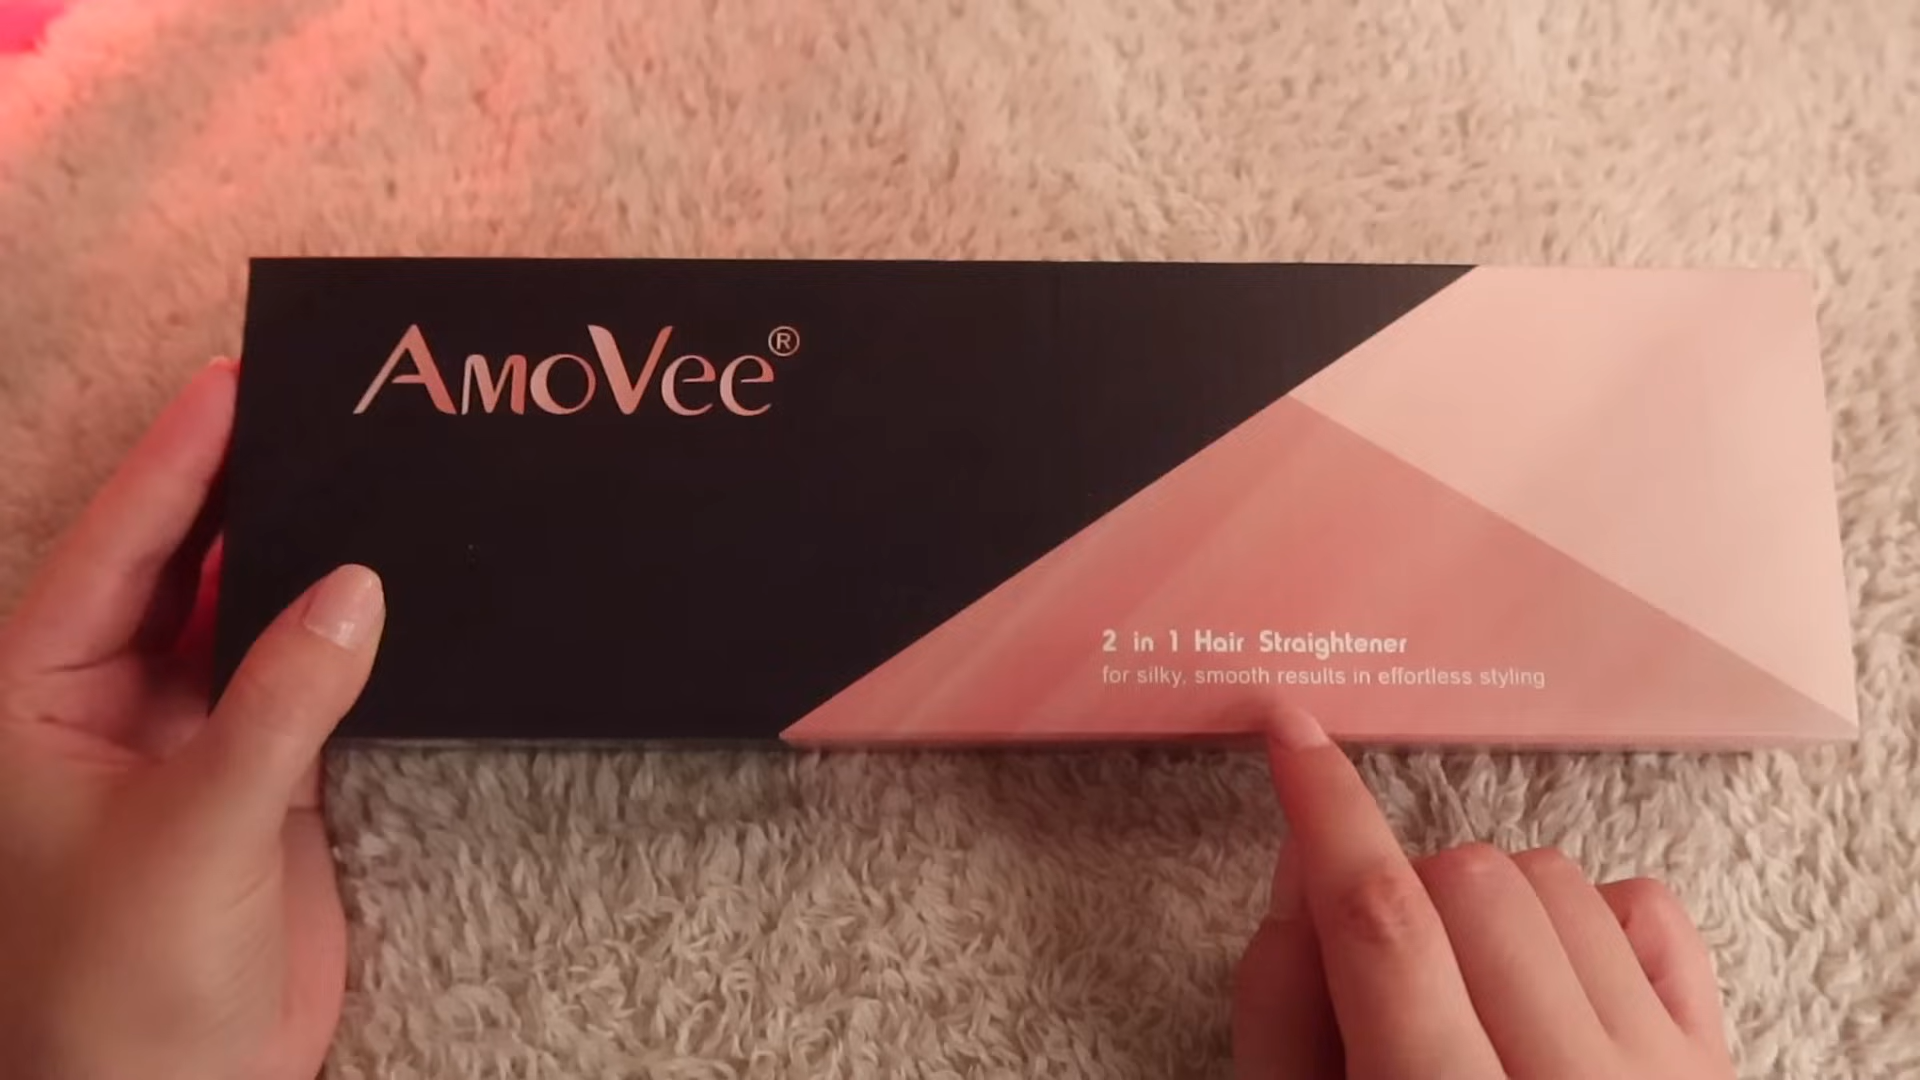 AmoVee®
2 in 1 Hair Straightener
for silky, smooth results in effortless styling